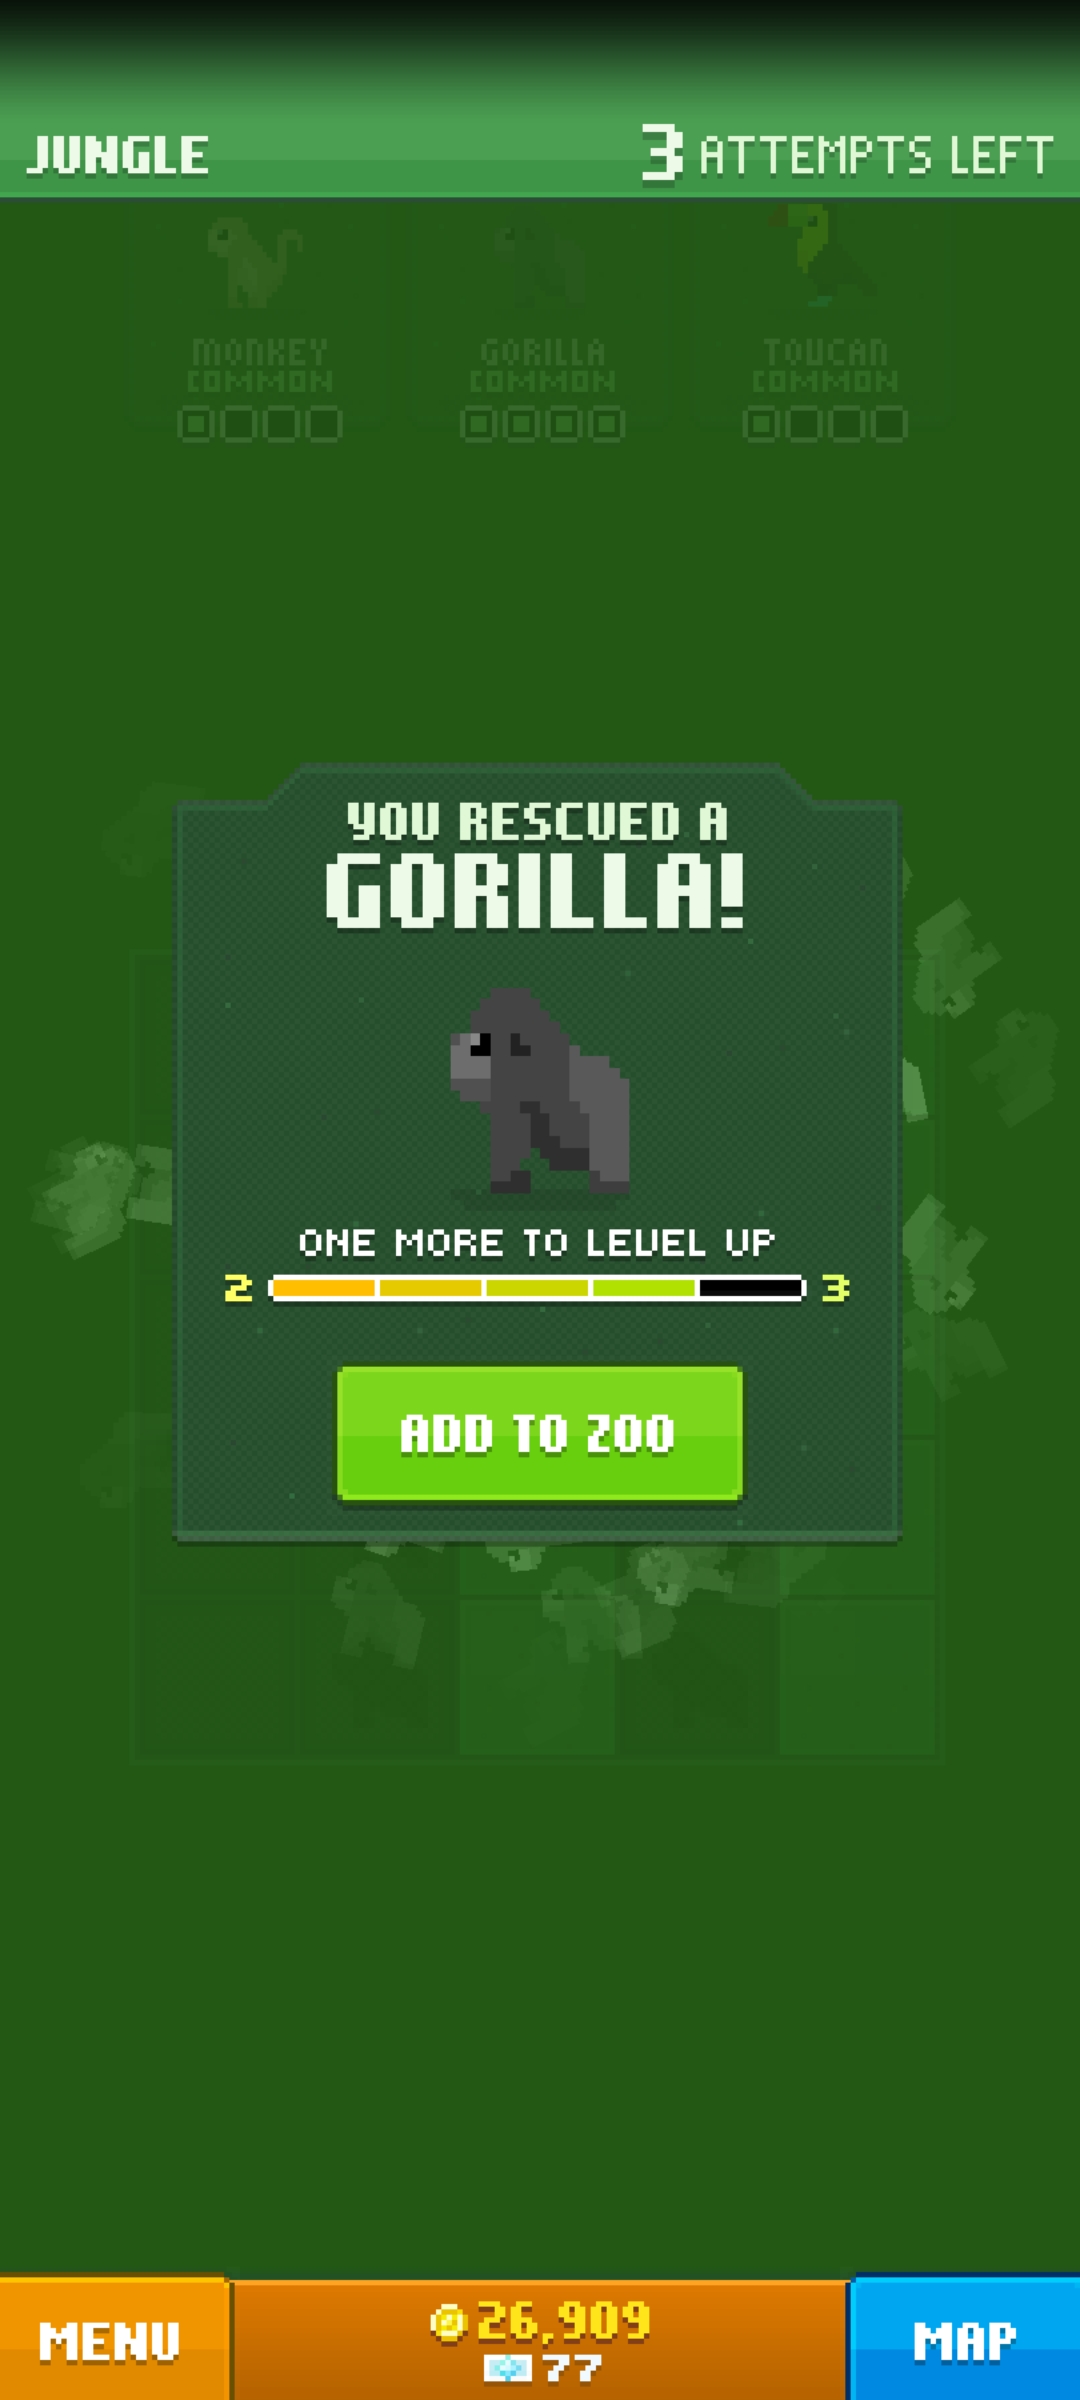 JUNGLE
3 ATTEMPTS LEFT
MONKEY GORILLA TOUCAN
COMMON COMMON COMMON
YOU RESCUED A
GORILLA!
ONE MORE TO LEVEL UP
2 3
ADD TO ZOO
MENU
26,909
77
MAP